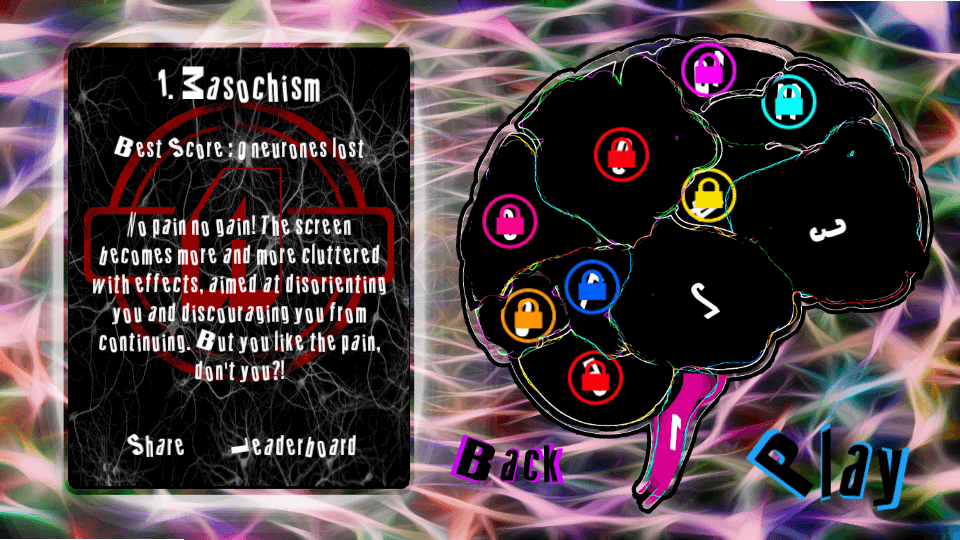 1. Masochism
Best Score : 0 neurones lost
No pain no gain! The screen
becomes more and more cluttered
with effects, aimed at disorienting
you and discouraging you from
continuing. But you like the pain,
don't you?!
Share Leaderboard
3
2
1
Back
Play